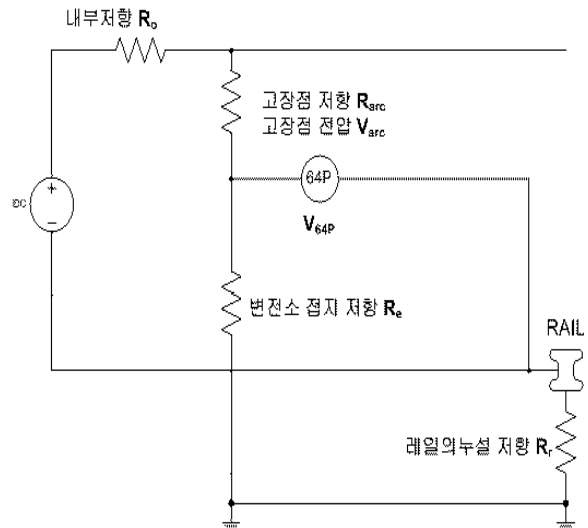 내부저항 Ro
고장점 저항 Rarc
고장점 전압 Varc
64P
V64P
변전소 접지 저항 Re
RAIL
레일의누설 저항 Rr